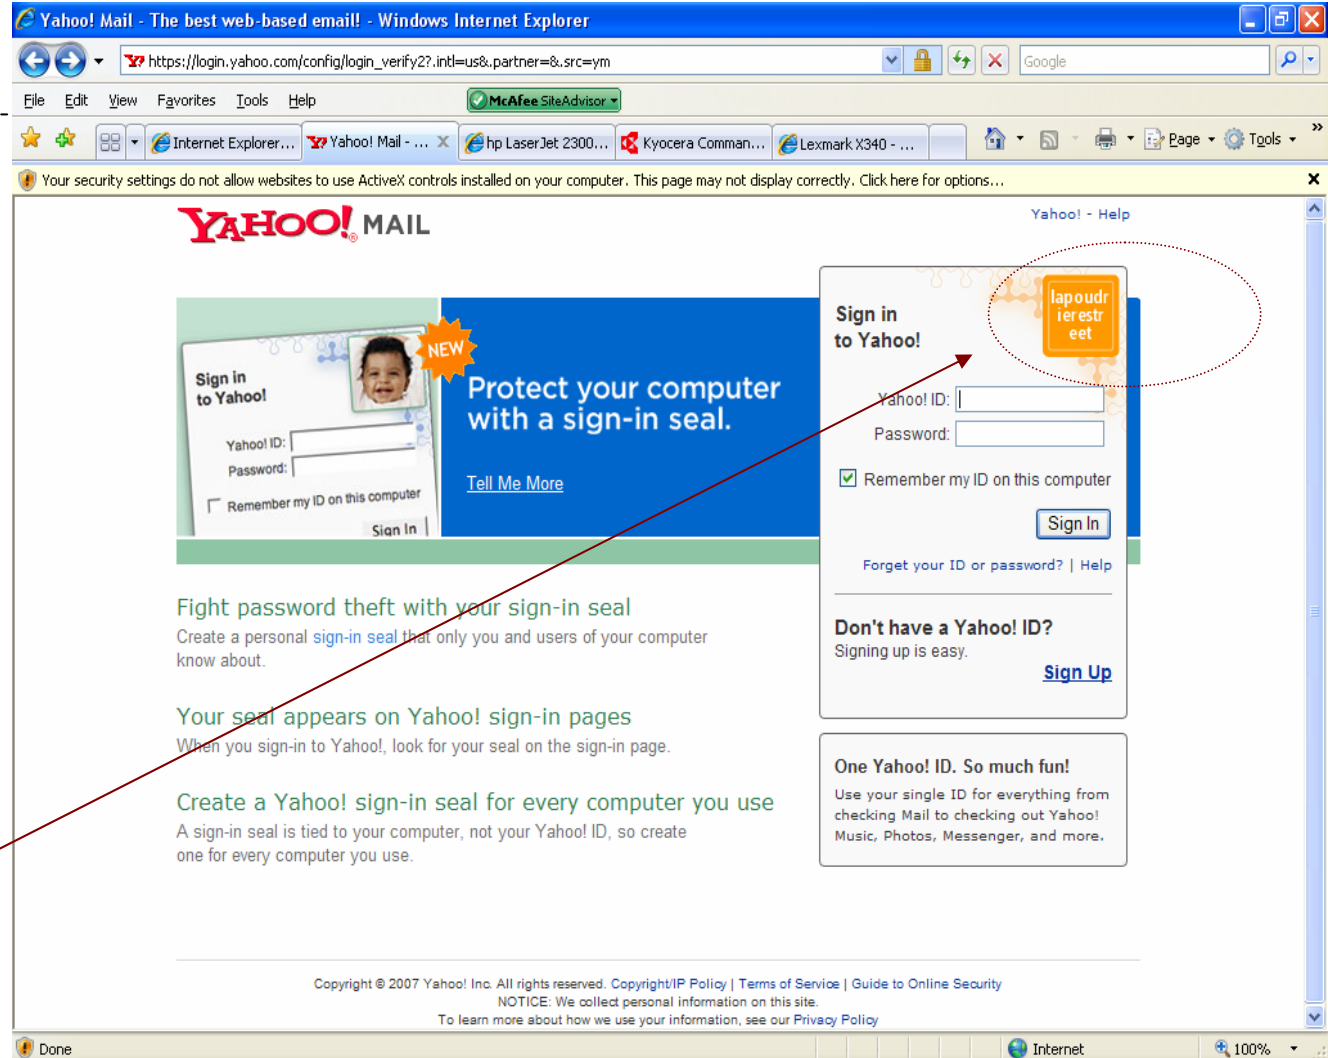 Yahoo! Mail - The best web-based email! - Windows Internet Explorer
https://login.yahoo.com/config/login_verify2?.intl=us&.partner=&.src=ym
Google
File Edit View Favorites Tools Help
McAfee SiteAdvisor
Internet Explorer...
Yahoo! Mail - ...
hp LaserJet 2300...
Kyocera Comman...
Lexmark X340 - ...
Page
Tools
»
Your security settings do not allow websites to use ActiveX controls installed on your computer. This page may not display correctly. Click here for options...
YAHOO! MAIL
Yahoo! - Help
Sign in
to Yahoo!
Yahoo! ID:
Password:
Remember my ID on this computer
Sign In
NEW
Protect your computer
with a sign-in seal.
Tell Me More
Sign in
to Yahoo!
lapoudr
ierestr
eet
Yahoo! ID:
Password:
Remember my ID on this computer
Sign In
Forget your ID or password? | Help
Don't have a Yahoo! ID?
Signing up is easy.
Sign Up
One Yahoo! ID. So much fun!
Use your single ID for everything from
checking Mail to checking out Yahoo!
Music, Photos, Messenger, and more.
Fight password theft with your sign-in seal
Create a personal sign-in seal that only you and users of your computer
know about.
Your seal appears on Yahoo! sign-in pages
When you sign-in to Yahoo!, look for your seal on the sign-in page.
Create a Yahoo! sign-in seal for every computer you use
A sign-in seal is tied to your computer, not your Yahoo! ID, so create
one for every computer you use.
Copyright © 2007 Yahoo! Inc. All rights reserved. Copyright/IP Policy | Terms of Service | Guide to Online Security
NOTICE: We collect personal information on this site.
To learn more about how we use your information, see our Privacy Policy
Done
Internet
100%